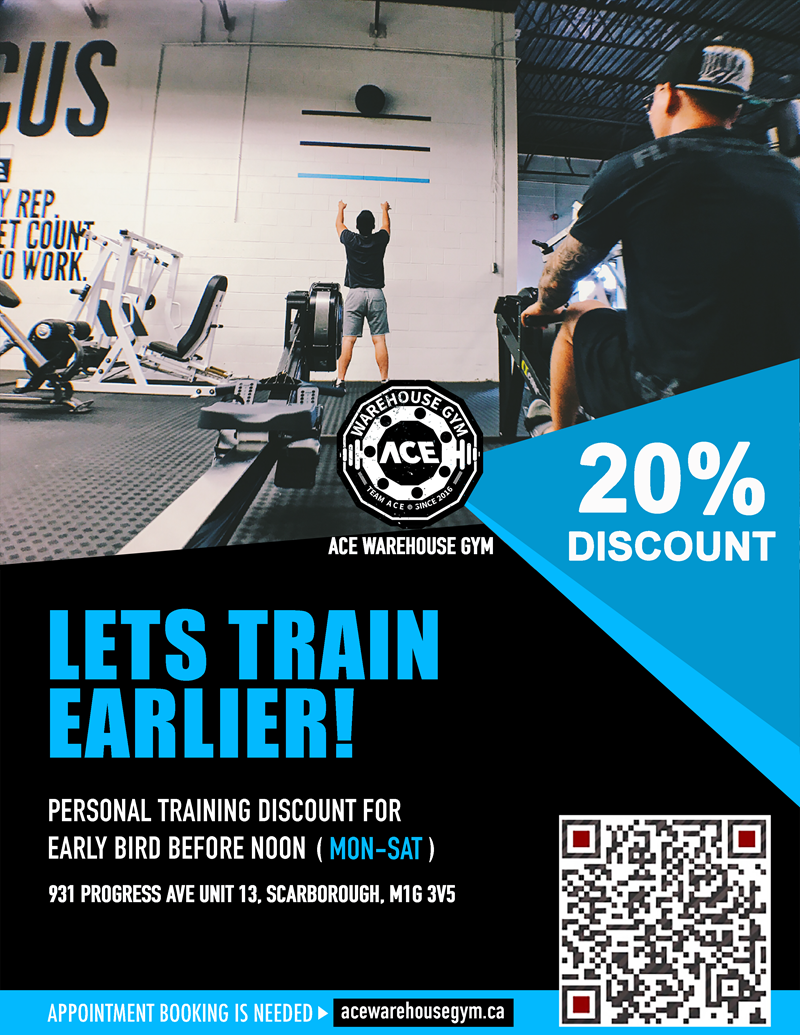 CUS
Y REP.
ET COUNT
TO WORK.
WAREHOUSE GYM
ACE
TEAM ACE SINCE 2016
ACE WAREHOUSE GYM
20%
DISCOUNT
LETS TRAIN
EARLIER!
PERSONAL TRAINING DISCOUNT FOR
EARLY BIRD BEFORE NOON ( MON-SAT )
931 PROGRESS AVE UNIT 13, SCARBOROUGH, M1G 3V5
APPOINTMENT BOOKING IS NEEDED acewarehousegym.ca